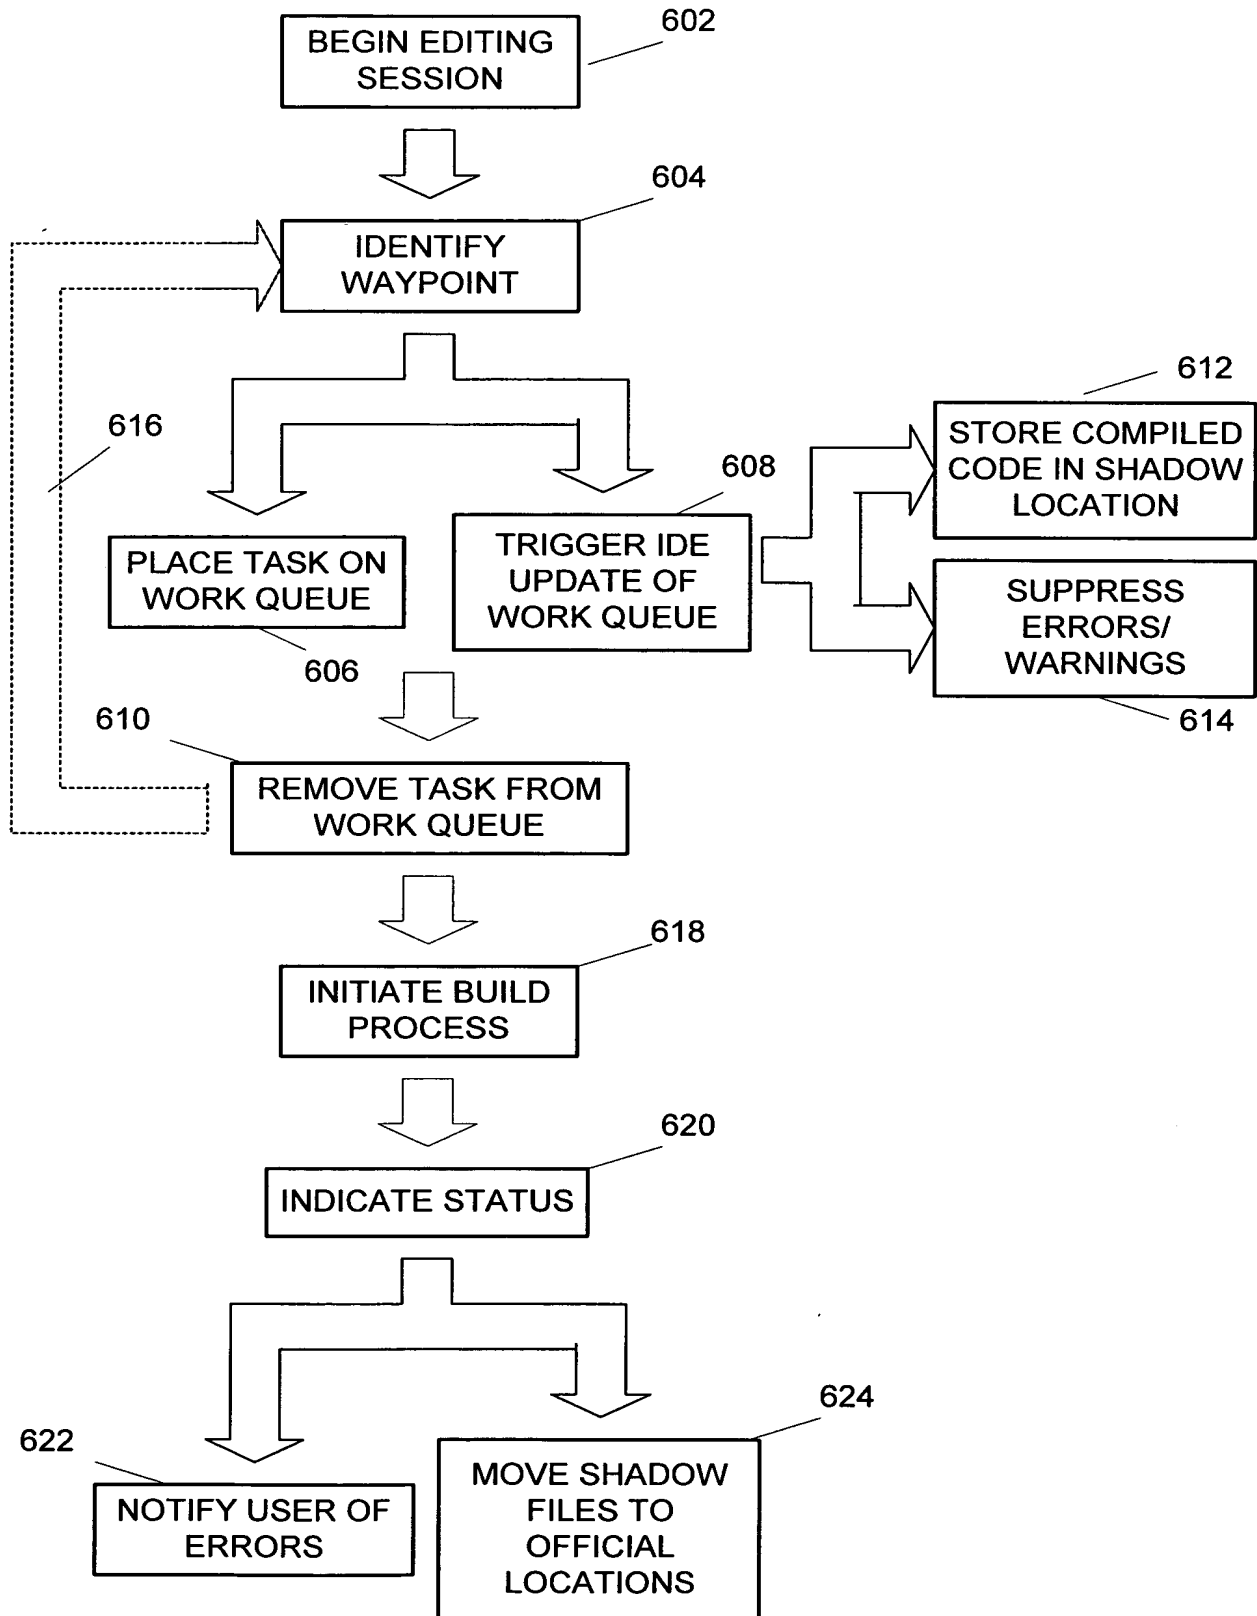 602
BEGIN EDITING
SESSION
604
IDENTIFY
WAYPOINT
612
STORE COMPILED
CODE IN SHADOW
LOCATION
616
608
TRIGGER IDE
UPDATE OF
WORK QUEUE
PLACE TASK ON
WORK QUEUE
606
SUPPRESS
ERRORS/
WARNINGS
614
610
REMOVE TASK FROM
WORK QUEUE
618
INITIATE BUILD
PROCESS
620
INDICATE STATUS
622
NOTIFY USER OF
ERRORS
624
MOVE SHADOW
FILES TO
OFFICIAL
LOCATIONS